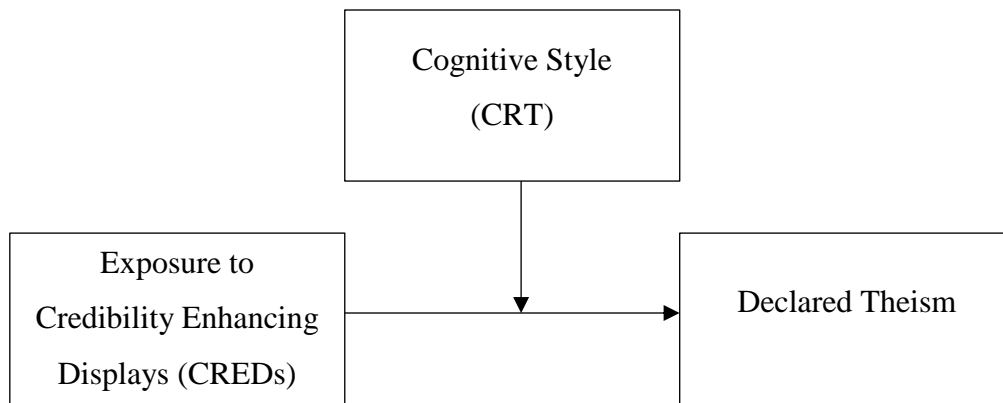 Cognitive Style
(CRT)
Exposure to
Credibility Enhancing
Displays (CREDs)
Declared Theism